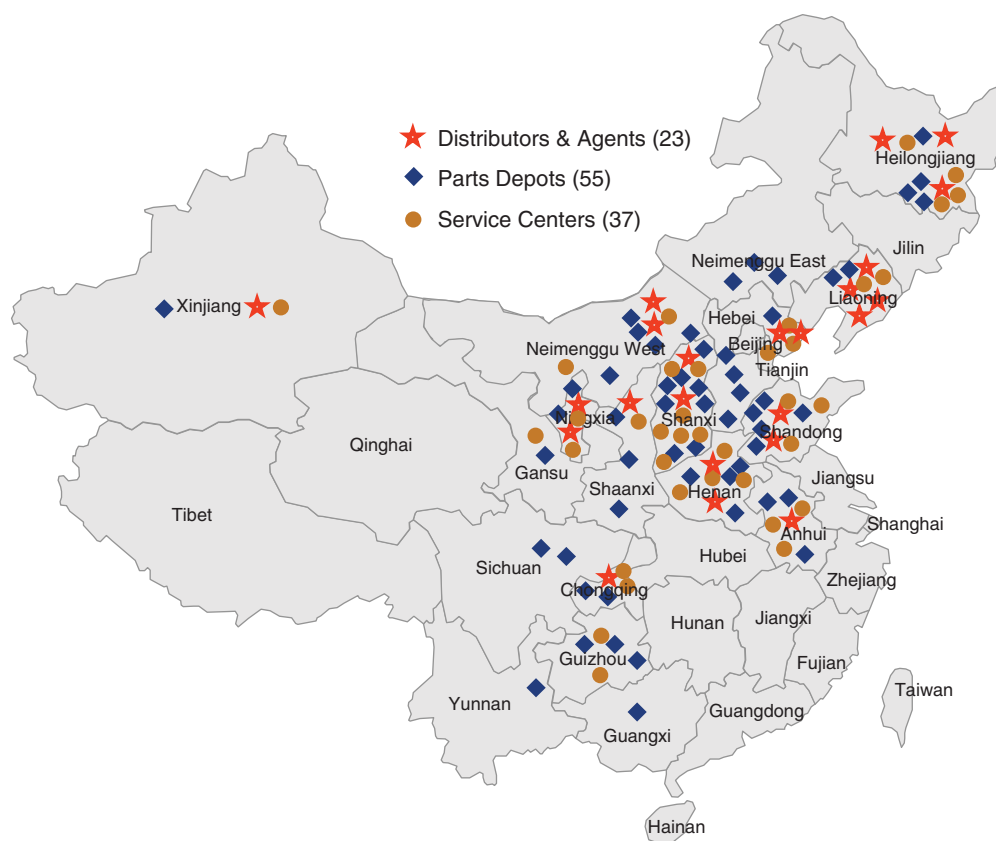 Distributors & Agents (23)
Parts Depots (55)
Service Centers (37)
Heilongjiang
Jilin
Neimenggu East
Liaoning
Xinjiang
Hebei
Beijing
Neimenggu West
Tianjin
Ningxia
Shanxi
Shandong
Qinghai
Gansu
Shaanxi
Henan
Jiangsu
Tibet
Shanghai
Anhui
Hubei
Sichuan
Zhejiang
Chongqing
Hunan
Jiangxi
Guizhou
Fujian
Yunnan
Taiwan
Guangdong
Guangxi
Hainan